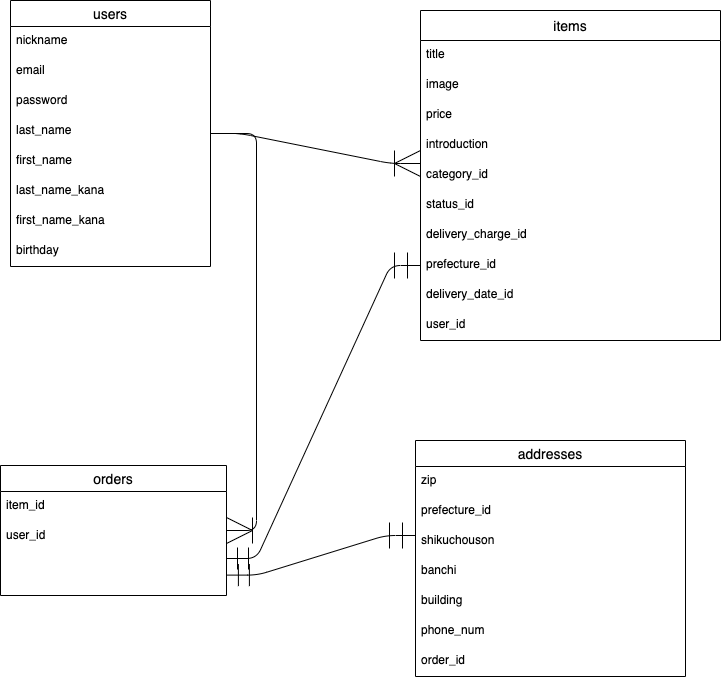 users
nickname
email
password
last_name
first_name
last_name_kana
first_name_kana
birthday
items
title
image
price
introduction
category_id
status_id
delivery_charge_id
prefecture_id
delivery_date_id
user_id
orders
item_id
user_id
addresses
zip
prefecture_id
shikuchouson
banchi
building
phone_num
order_id